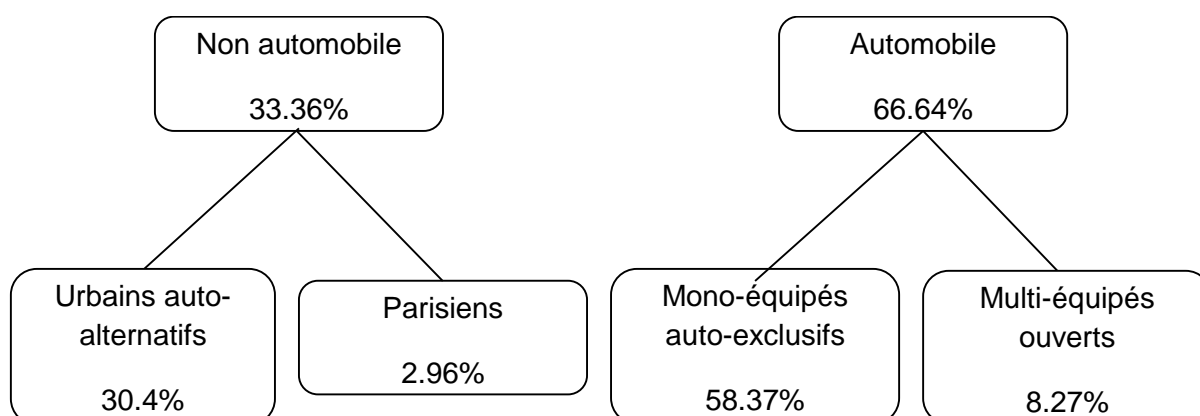 Non automobile
33.36%
Automobile
66.64%
Urbains auto-
alternatifs
30.4%
Parisiens
2.96%
Mono-équipés
auto-exclusifs
58.37%
Multi-équipés
ouverts
8.27%